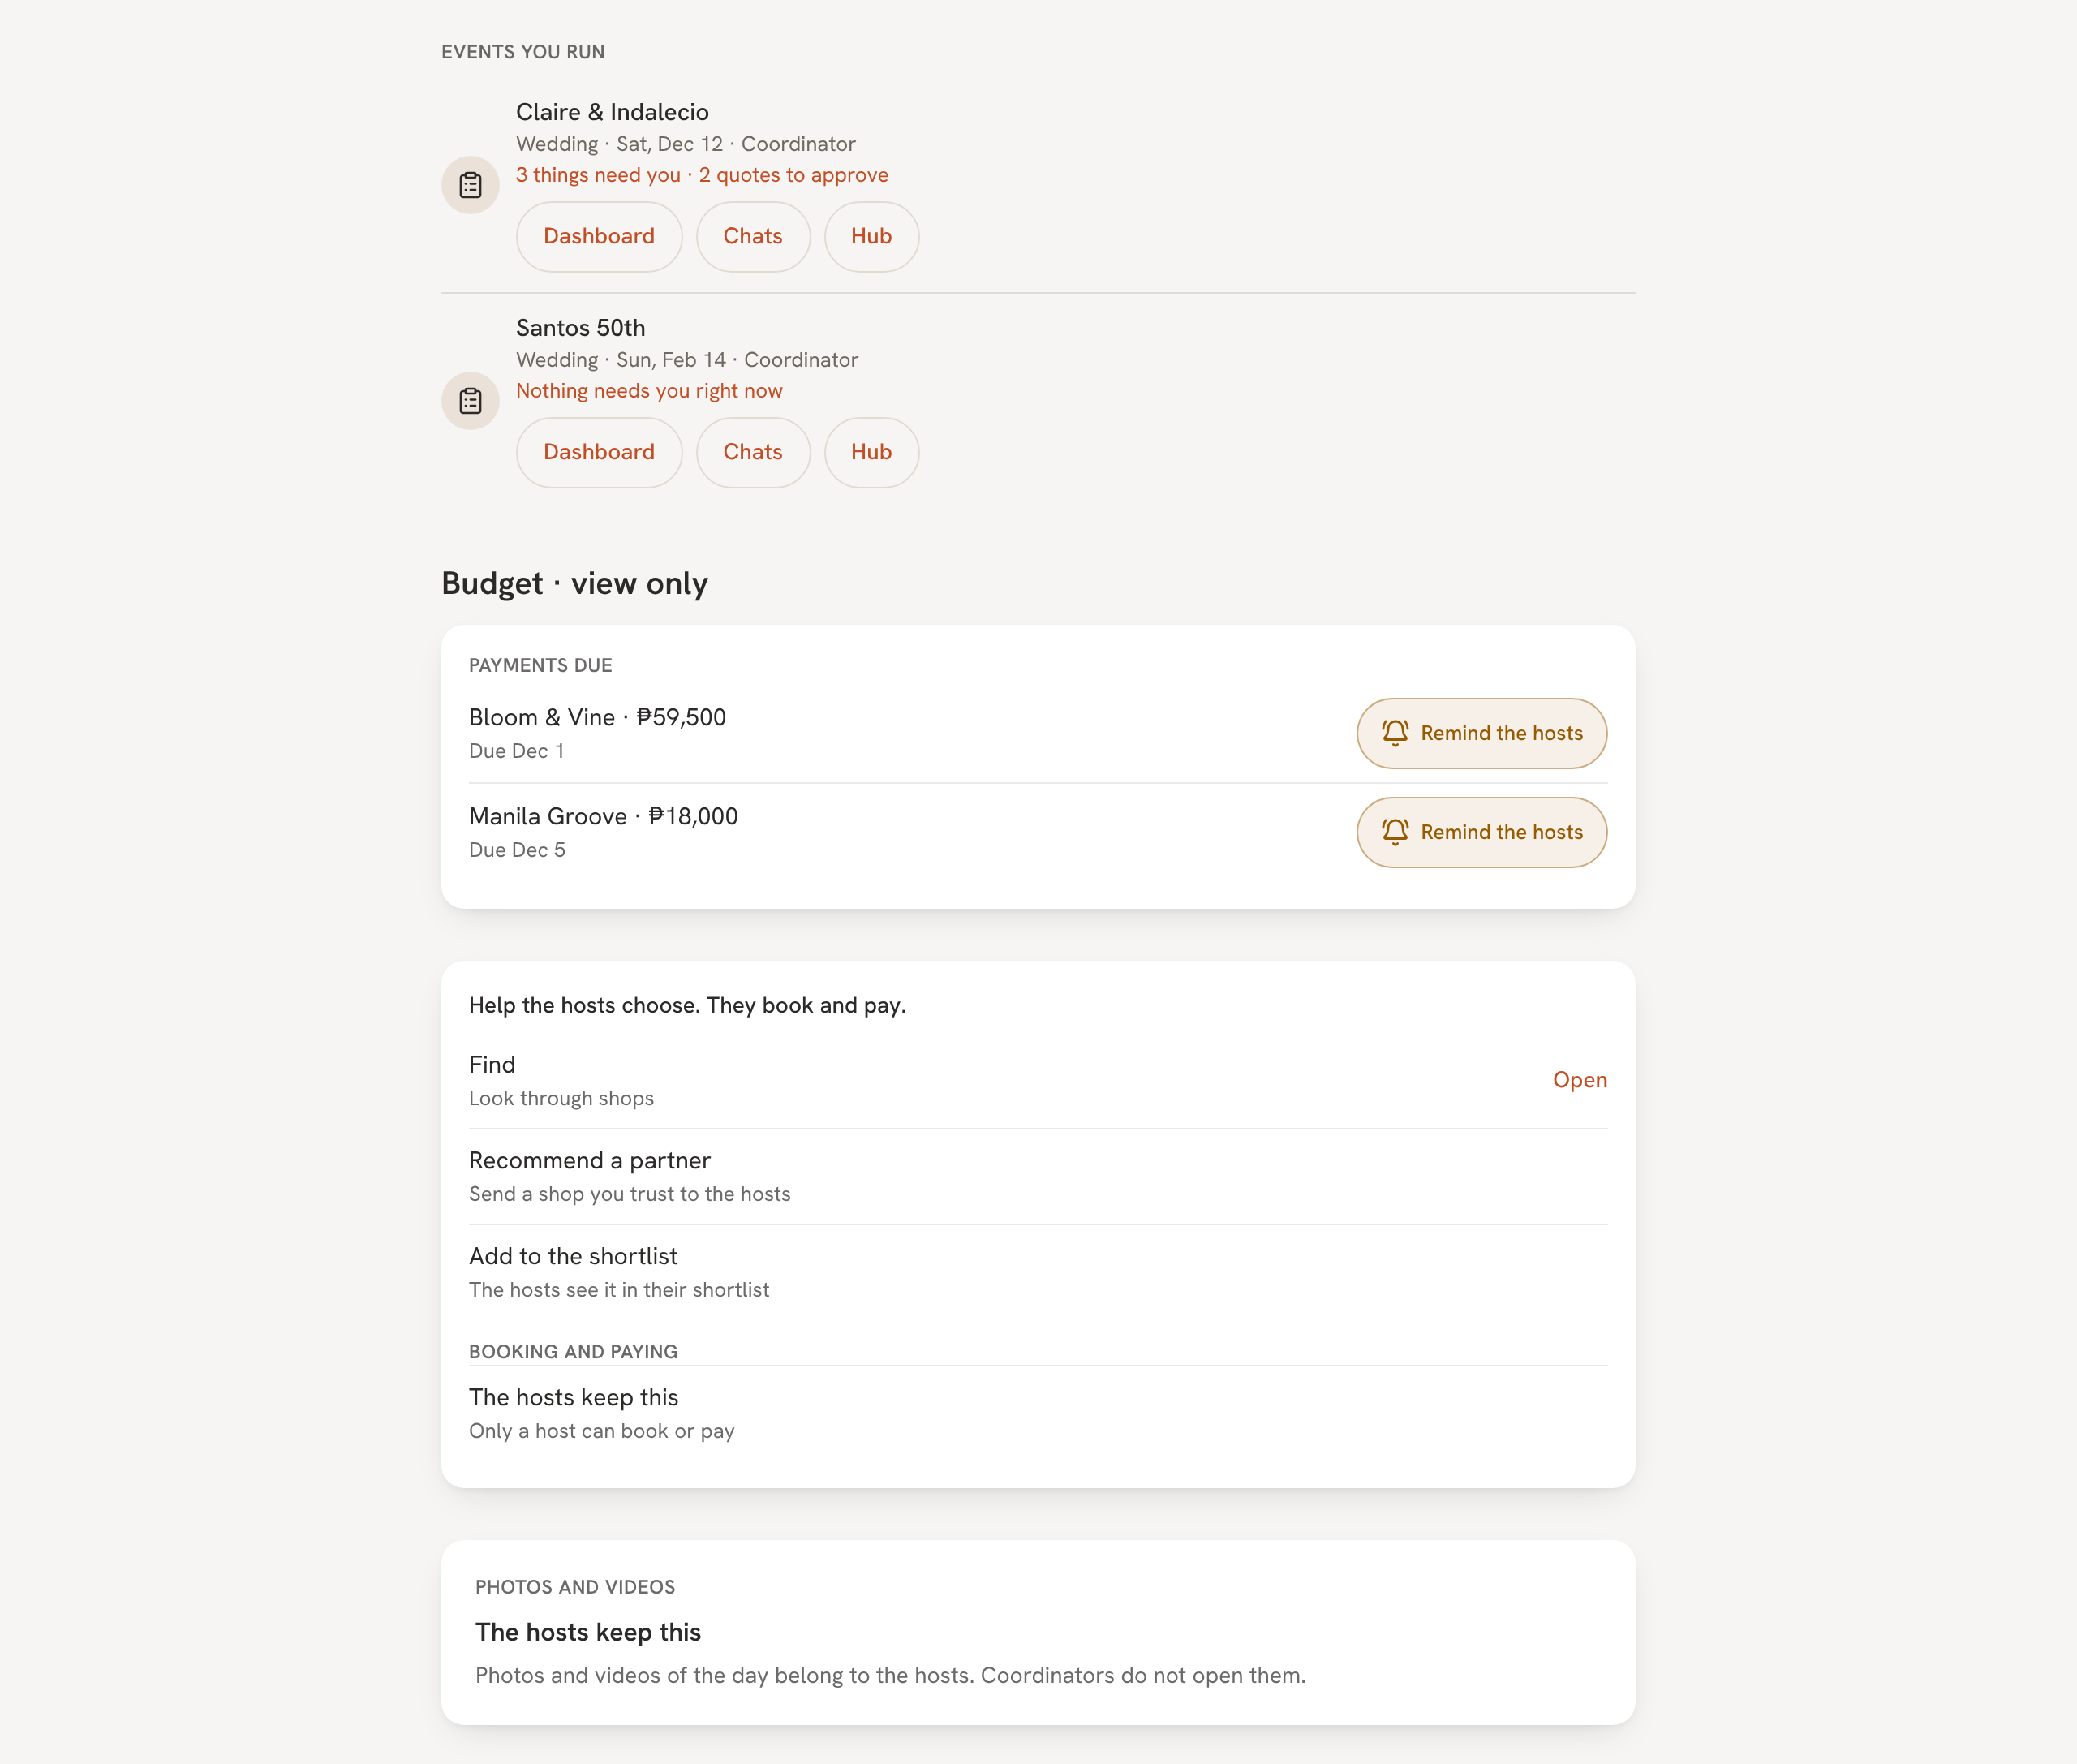 EVENTS YOU RUN
Claire & Indalecio
Wedding · Sat, Dec 12 · Coordinator
3 things need you · 2 quotes to approve
Dashboard Chats Hub
Santos 50th
Wedding · Sun, Feb 14 · Coordinator
Nothing needs you right now
Dashboard Chats Hub
Budget · view only
PAYMENTS DUE
Bloom & Vine · ₱59,500
Due Dec 1
Remind the hosts
Manila Groove · ₱18,000
Due Dec 5
Remind the hosts
Help the hosts choose. They book and pay.
Find
Look through shops
Open
Recommend a partner
Send a shop you trust to the hosts
Add to the shortlist
The hosts see it in their shortlist
BOOKING AND PAYING
The hosts keep this
Only a host can book or pay
PHOTOS AND VIDEOS
The hosts keep this
Photos and videos of the day belong to the hosts. Coordinators do not open them.